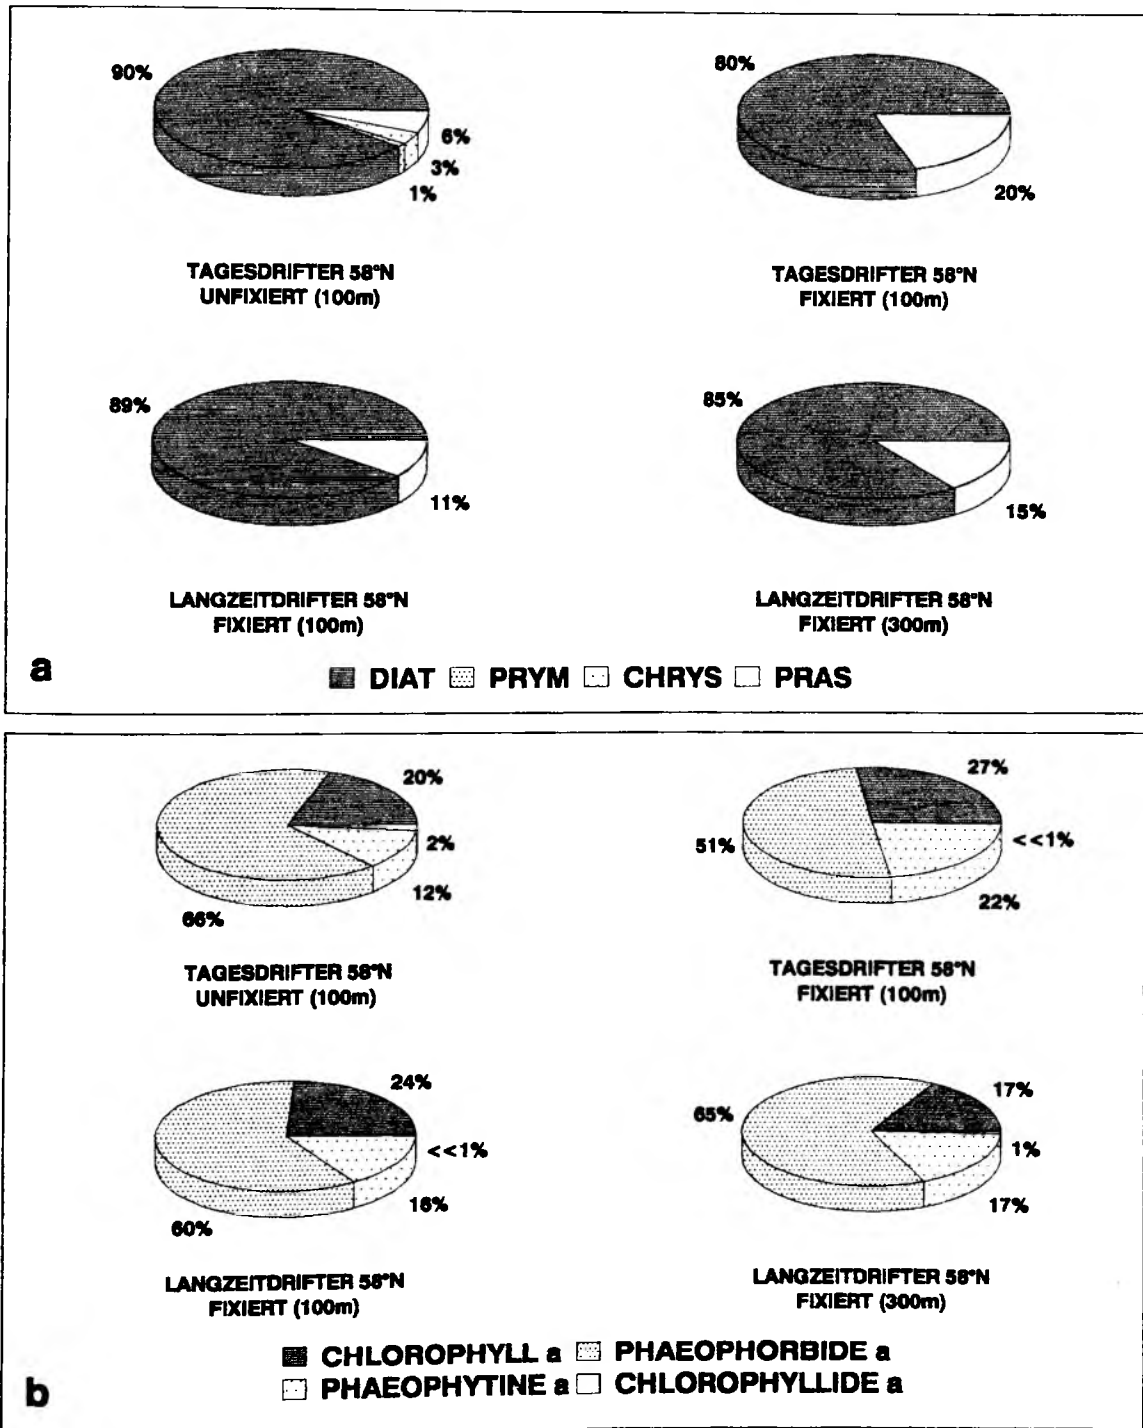 90%
6%
3%
1%
TAGESDRIFTER 58°N
UNFIXIERT (100m)
80%
20%
TAGESDRIFTER 58°N
FIXIERT (100m)
89%
11%
LANGZEITDRIFTER 58°N
FIXIERT (100m)
85%
15%
LANGZEITDRIFTER 58°N
FIXIERT (300m)
a
DIAT PRYM CHRYS PRAS
20%
2%
12%
66%
TAGESDRIFTER 58°N
UNFIXIERT (100m)
27%
<<1%
51%
22%
TAGESDRIFTER 58°N
FIXIERT (100m)
24%
<<1%
16%
60%
LANGZEITDRIFTER 58°N
FIXIERT (100m)
17%
65%
1%
17%
LANGZEITDRIFTER 58°N
FIXIERT (300m)
CHLOROPHYLL a PHAEOPHORBIDE a
PHAEOPHYTINE a CHLOROPHYLLIDE a
b